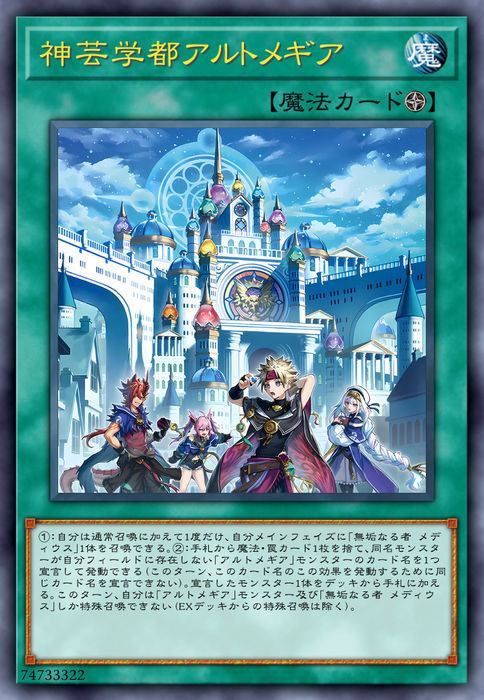 神芸学都アルトメギア
魔
【魔法カード】
①：自分は通常召喚に加えて1度だけ、自分メインフェイズに「無垢なる者 メデ
ィウス」1体を召喚できる。②：手札から魔法・罠カード1枚を捨て、同名モンスタ
ーが自分フィールドに存在しない「アルトメギア」モンスターのカード名を1つ
宣言して発動できる（このターン、このカード名のこの効果を発動するために同
じカード名を宣言できない）。宣言したモンスター1体をデッキから手札に加え
る。このターン、自分は「アルトメギア」モンスター及び「無垢なる者 メディウ
ス」しか特殊召喚できない（EXデッキからの特殊召喚は除く）。
74733322